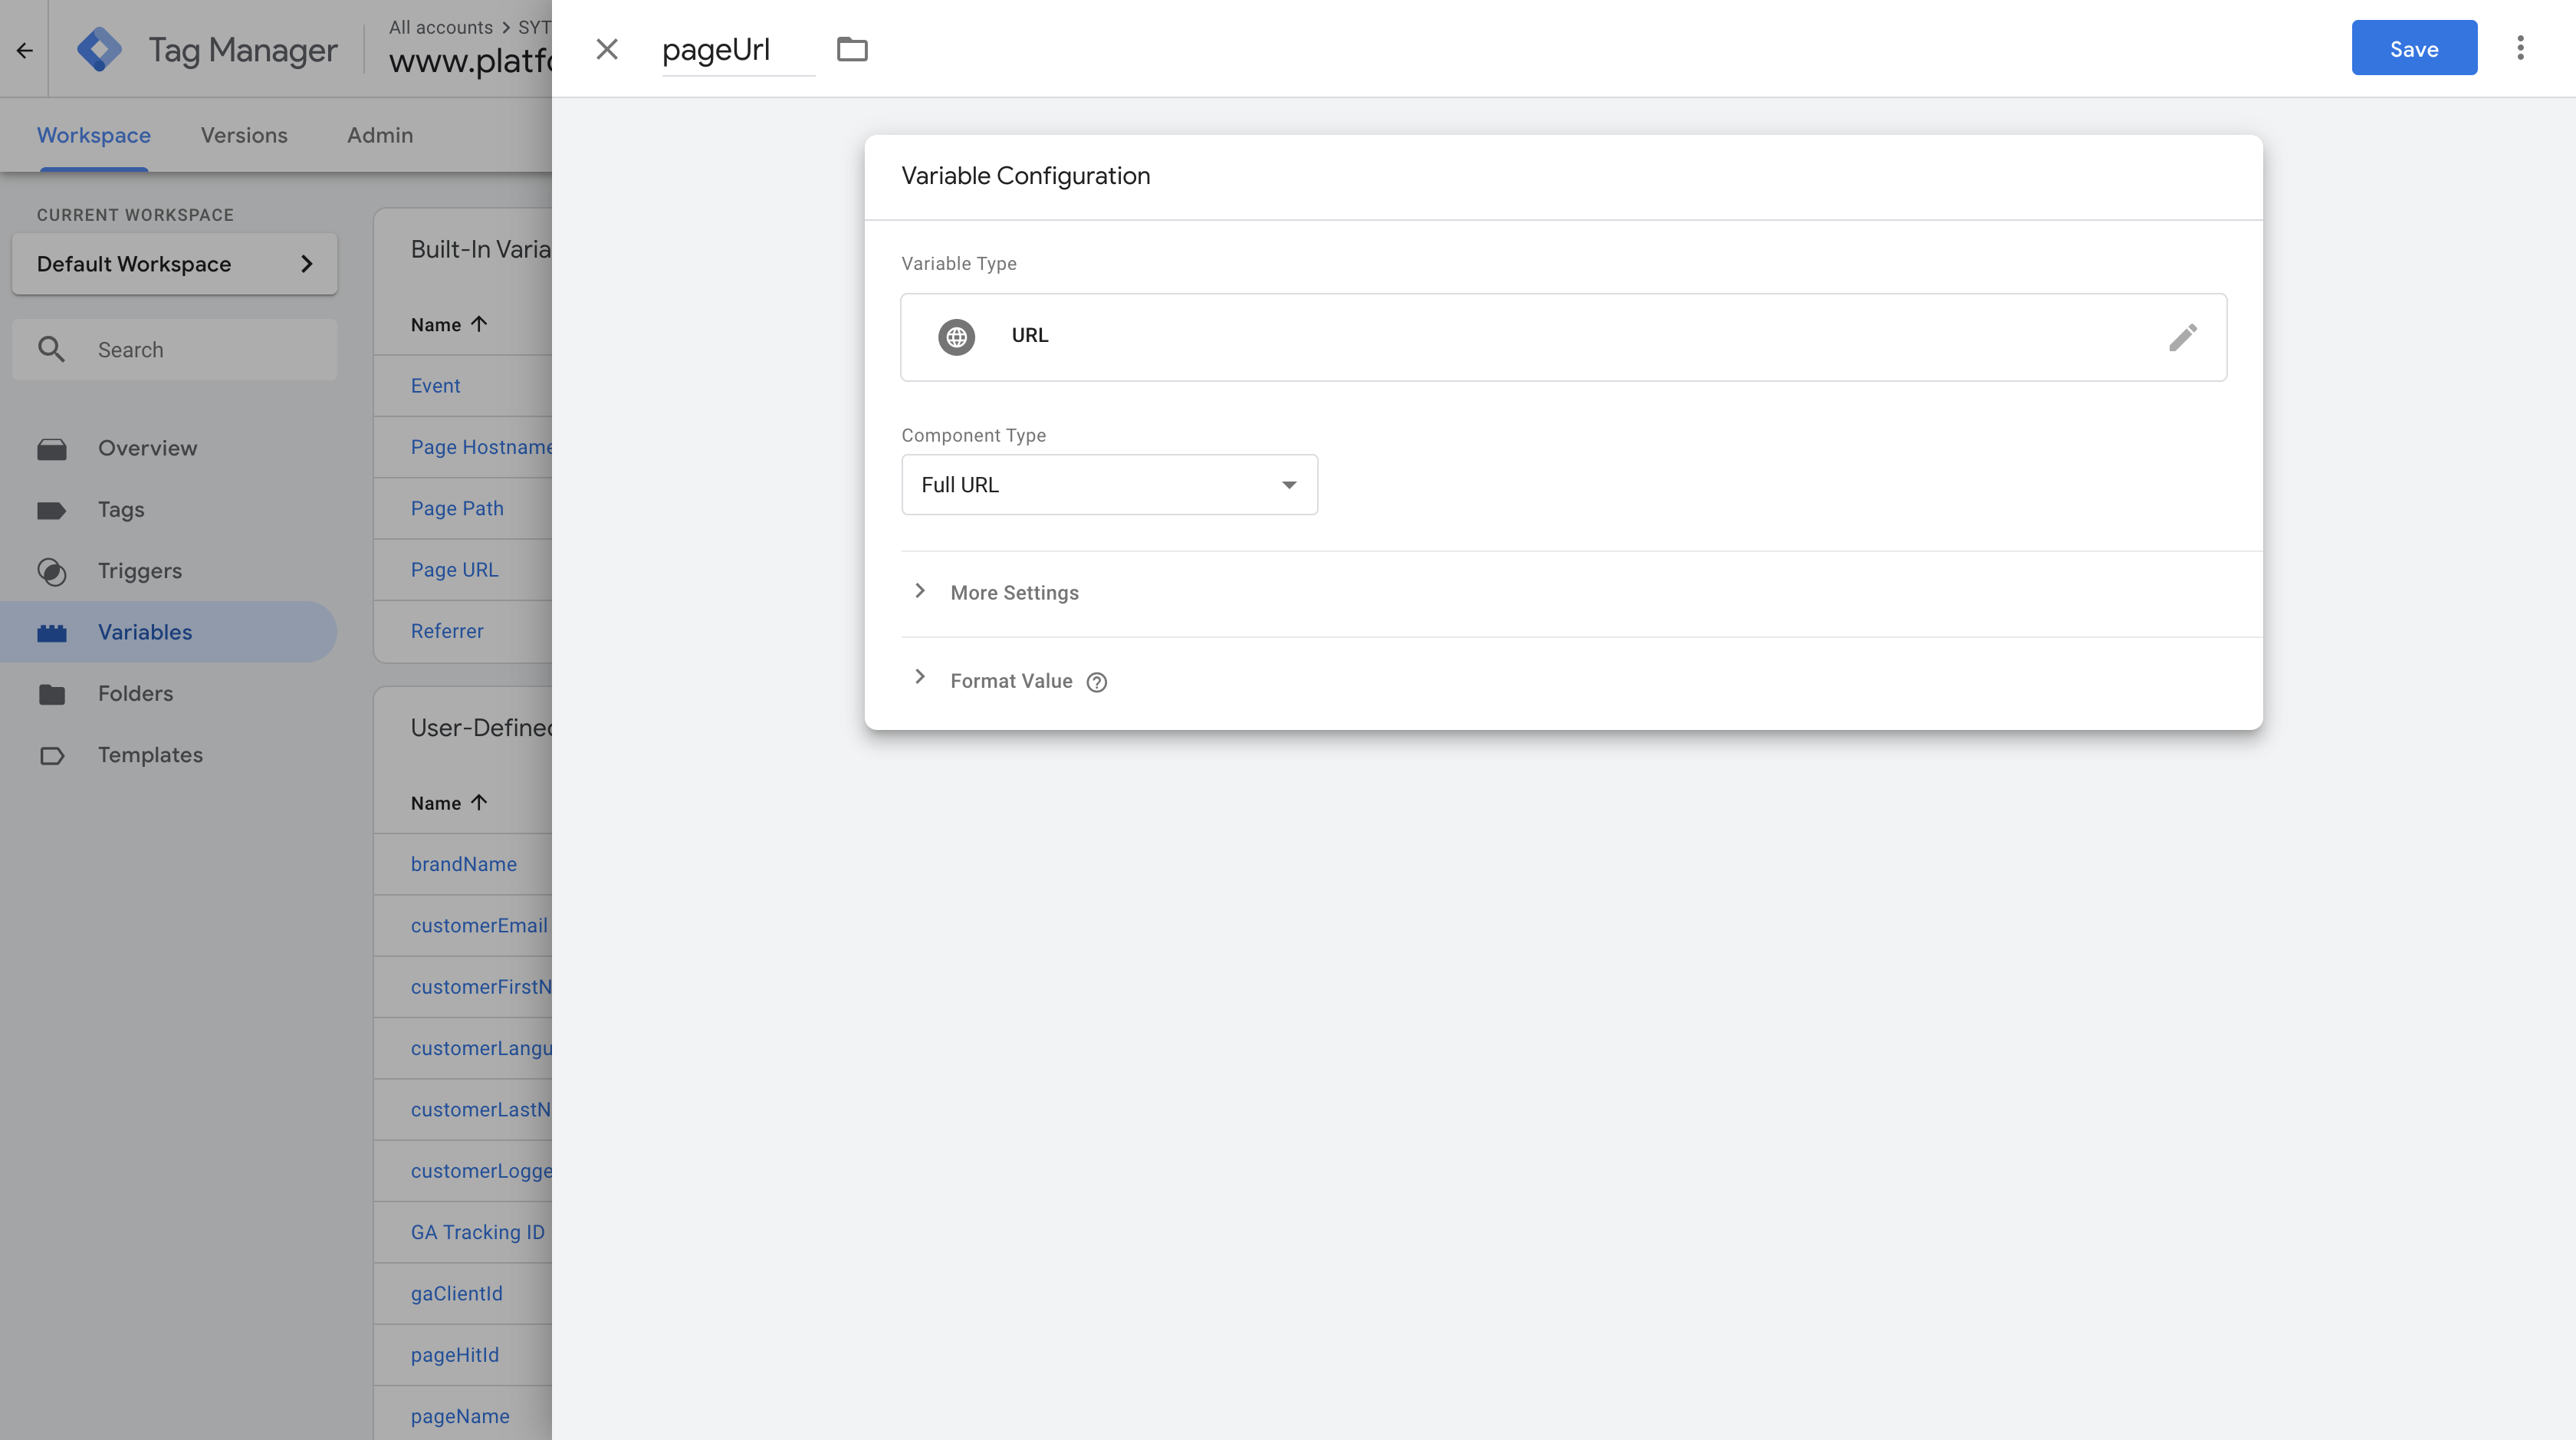 Tag Manager
All accounts > SYT
www.platfo
pageUrl
Save
Workspace
Versions
Admin
CURRENT WORKSPACE
Default Workspace
Search
Overview
Tags
Triggers
Variables
Folders
Templates
Built-In Varia
Name
Event
Page Hostname
Page Path
Page URL
Referrer
User-Defined
Name
brandName
customerEmail
customerFirstN
customerLangu
customerLastN
customerLogge
GA Tracking ID
gaClientId
pageHitId
pageName
Variable Configuration
Variable Type
URL
Component Type
Full URL
More Settings
Format Value